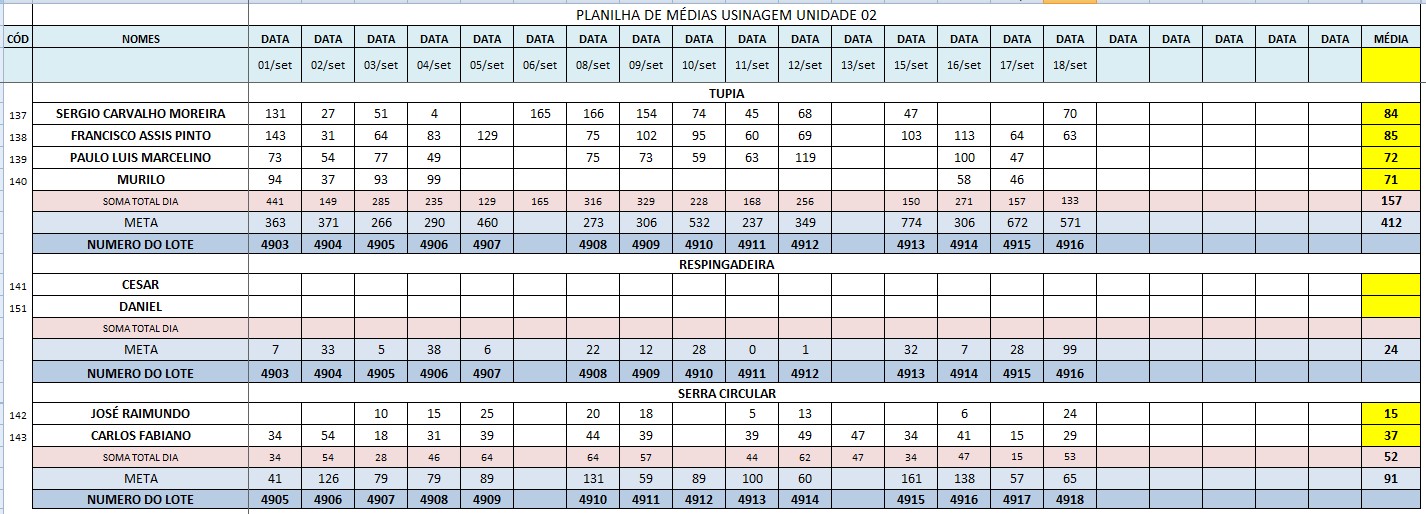 PLANILHA DE MÉDIAS USINAGEM UNIDADE 02
CÓD NOMES DATA DATA DATA DATA DATA DATA DATA DATA DATA DATA DATA DATA DATA DATA DATA DATA DATA DATA DATA DATA DATA MÉDIA
01/set 02/set 03/set 04/set 05/set 06/set 08/set 09/set 10/set 11/set 12/set 13/set 15/set 16/set 17/set 18/set
TUPIA
137 SERGIO CARVALHO MOREIRA 131 27 51 4 165 166 154 74 45 68 47 70 84
138 FRANCISCO ASSIS PINTO 143 31 64 83 129 75 102 95 60 69 103 113 64 63 85
139 PAULO LUIS MARCELINO 73 54 77 49 75 73 59 63 119 100 47 72
140 MURILO 94 37 93 99 58 46 71
SOMA TOTAL DIA 441 149 285 235 129 165 316 329 228 168 256 150 271 157 133 157
META 363 371 266 290 460 273 306 532 237 349 774 306 672 571 412
NUMERO DO LOTE 4903 4904 4905 4906 4907 4908 4909 4910 4911 4912 4913 4914 4915 4916
RESPINGADEIRA
141 CESAR
151 DANIEL
SOMA TOTAL DIA
META 7 33 5 38 6 22 12 28 0 1 32 7 28 99 24
NUMERO DO LOTE 4903 4904 4905 4906 4907 4908 4909 4910 4911 4912 4913 4914 4915 4916
SERRA CIRCULAR
142 JOSÉ RAIMUNDO 10 15 25 20 18 5 13 6 24 15
143 CARLOS FABIANO 34 54 18 31 39 44 39 39 49 47 34 41 15 29 37
SOMA TOTAL DIA 34 54 28 46 64 64 57 44 62 47 34 47 15 53 52
META 41 126 79 79 89 131 59 89 100 60 161 138 57 65 91
NUMERO DO LOTE 4905 4906 4907 4908 4909 4910 4911 4912 4913 4914 4915 4916 4917 4918